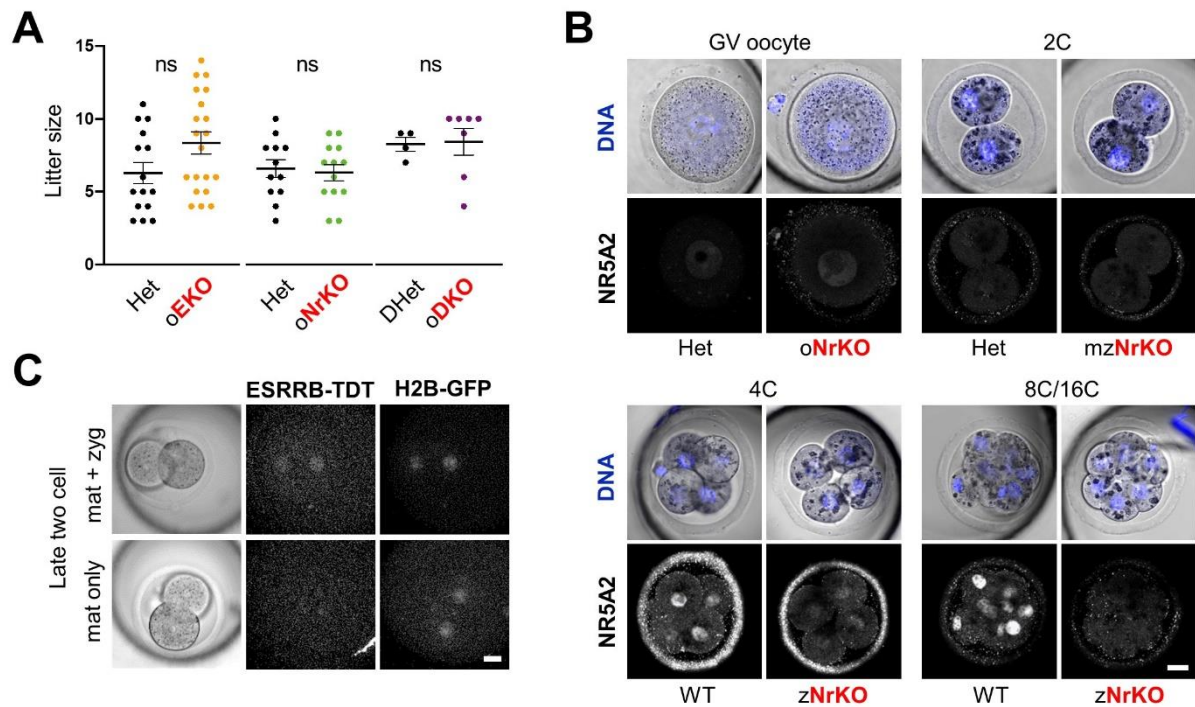 A
Litter size
15
10
5
0
ns
ns
ns
Het
oEKO
Het
oNrKO
DHet
oDKO
B
GV oocyte
2C
DNA
NR5A2
Het
oNrKO
Het
mzNrKO
4C
8C/16C
DNA
NR5A2
WT
zNrKO
WT
zNrKO
C
ESRRB-TDT
H2B-GFP
Late two cell
mat + zyg
mat only